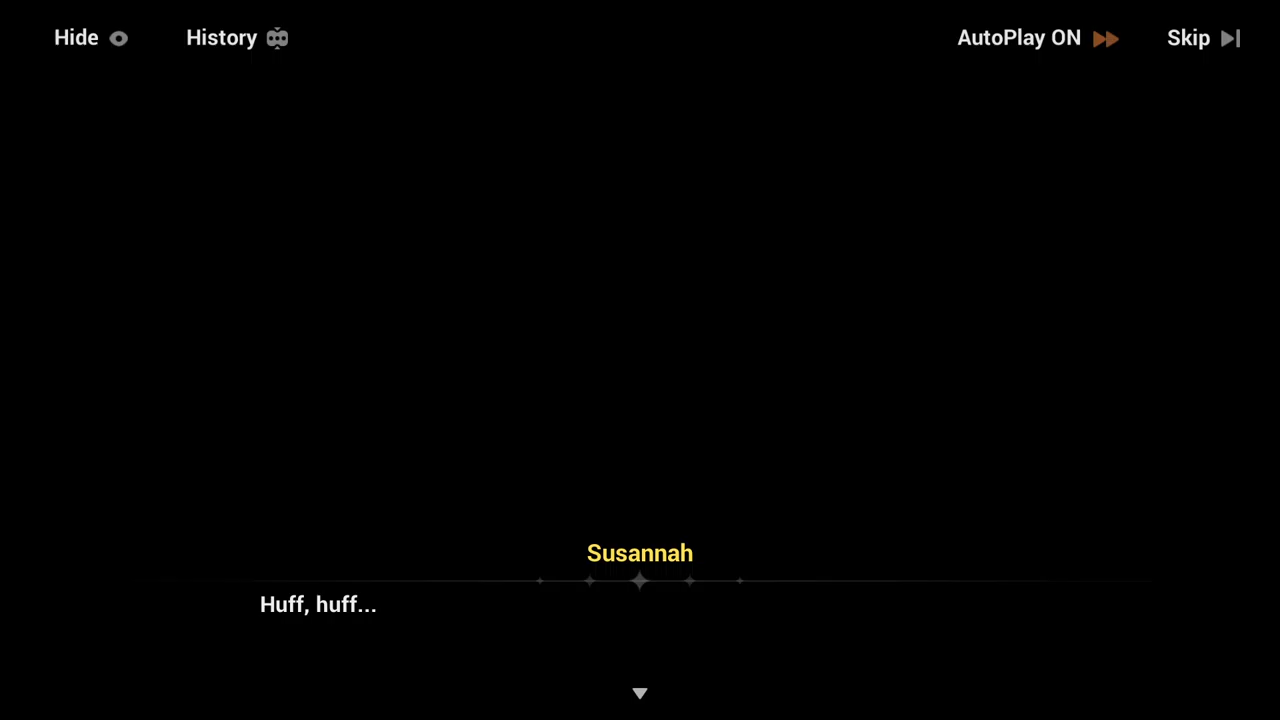 Hide
History
AutoPlay ON
Skip
Susannah
Huff, huff...